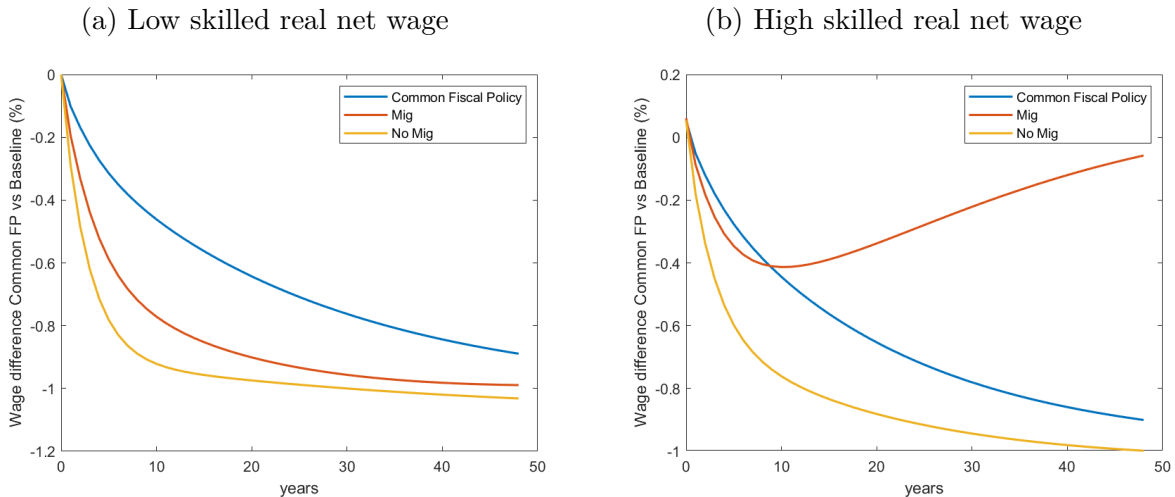 (a) Low skilled real net wage
Wage difference Common FP vs Baseline (%)
0
-0.2
-0.4
-0.6
-0.8
-1
-1.2
Common Fiscal Policy
Mig
No Mig
0 10 20 30 40 50
years
(b) High skilled real net wage
Wage difference Common FP vs Baseline (%)
0.2
0
-0.2
-0.4
-0.6
-0.8
-1
Common Fiscal Policy
Mig
No Mig
0 10 20 30 40 50
years